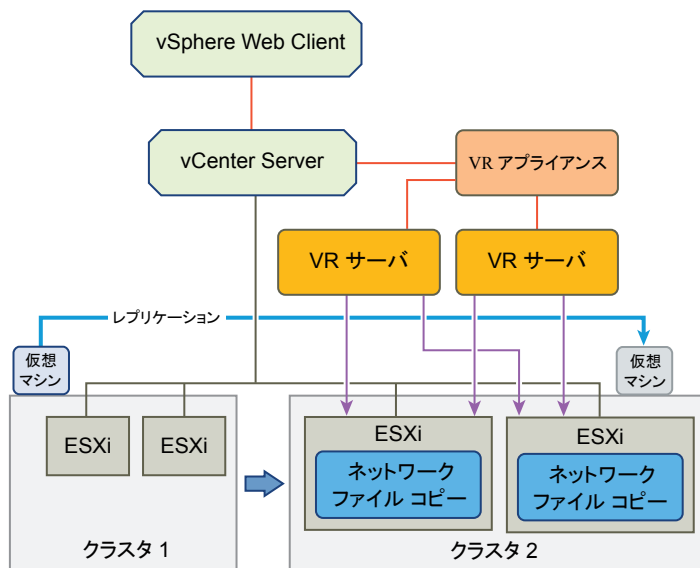 vSphere Web Client
vCenter Server
VR アプライアンス
VR サーバ
VR サーバ
レプリケーション
仮想
マシン
仮想
マシン
ESXi
ESXi
ESXi
ネットワーク
ファイル コピー
ESXi
ネットワーク
ファイル コピー
クラスタ 1
クラスタ 2